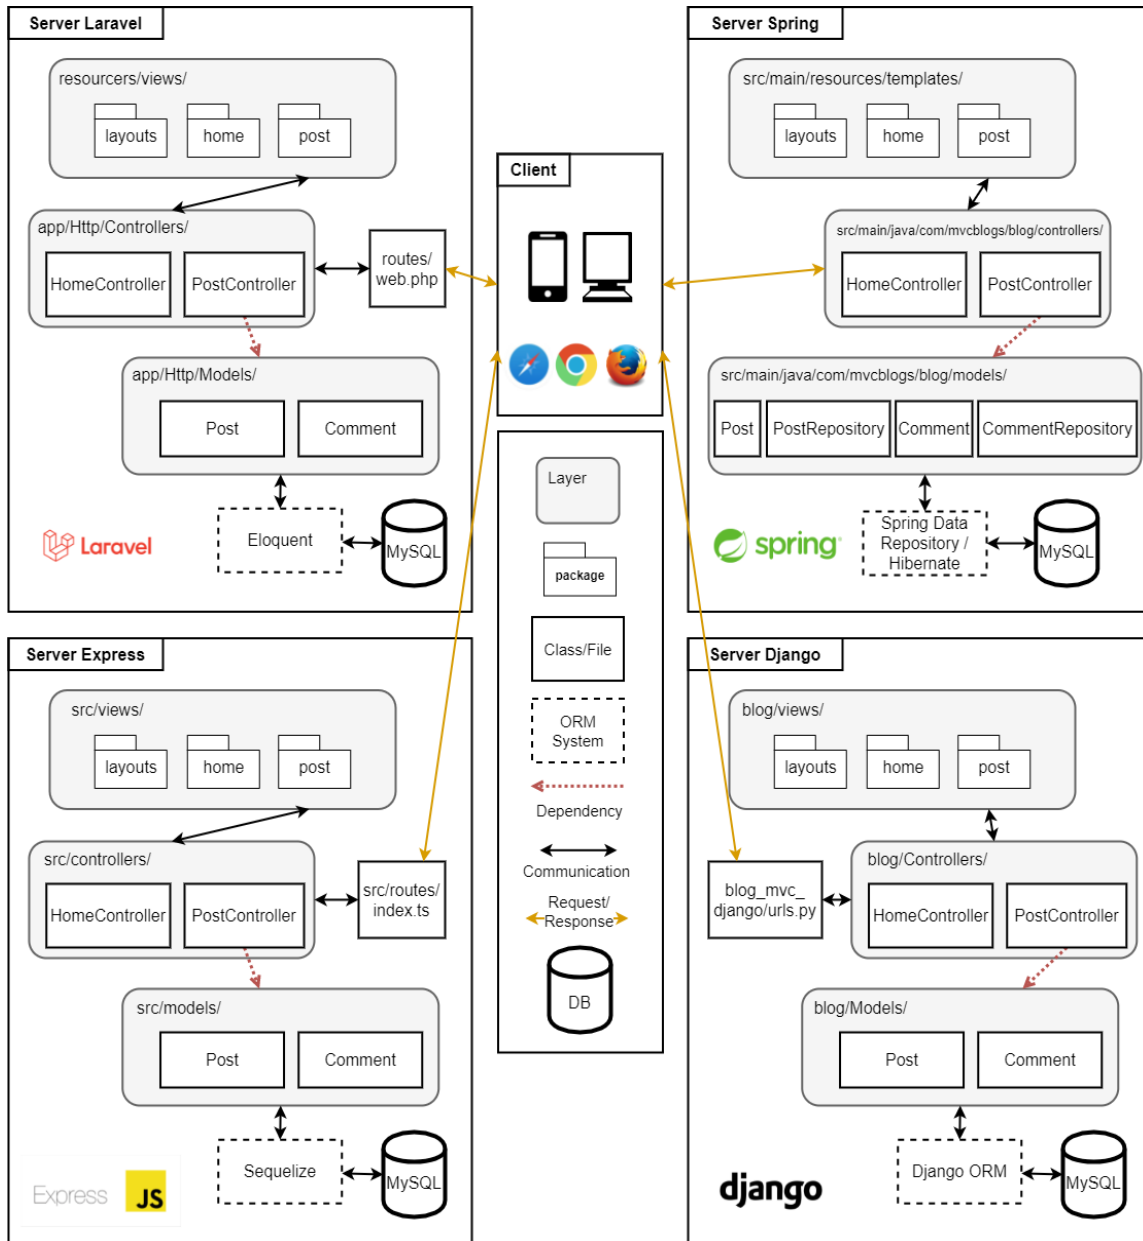 Server Laravel
resourcers/views/
layouts
home
post
app/Http/Controllers/
HomeController
PostController
routes/
web.php
app/Http/Models/
Post
Comment
Laravel
Eloquent
MySQL
Client
Server Spring
src/main/resources/templates/
layouts
home
post
src/main/java/com/mvcblogs/blog/controllers/
HomeController
PostController
src/main/java/com/mvcblogs/blog/models/
Post
PostRepository
Comment
CommentRepository
spring
Spring Data
Repository /
Hibernate
MySQL
Layer
package
Class/File
ORM
System
Dependency
Communication
Request/
Response
DB
Server Express
src/views/
layouts
home
post
src/controllers/
HomeController
PostController
src/routes/
index.ts
src/models/
Post
Comment
Express
JS
Sequelize
MySQL
Server Django
blog/views/
layouts
home
post
blog_mvc_
django/urls.py
blog/Controllers/
HomeController
PostController
blog/Models/
Post
Comment
django
Django ORM
MySQL